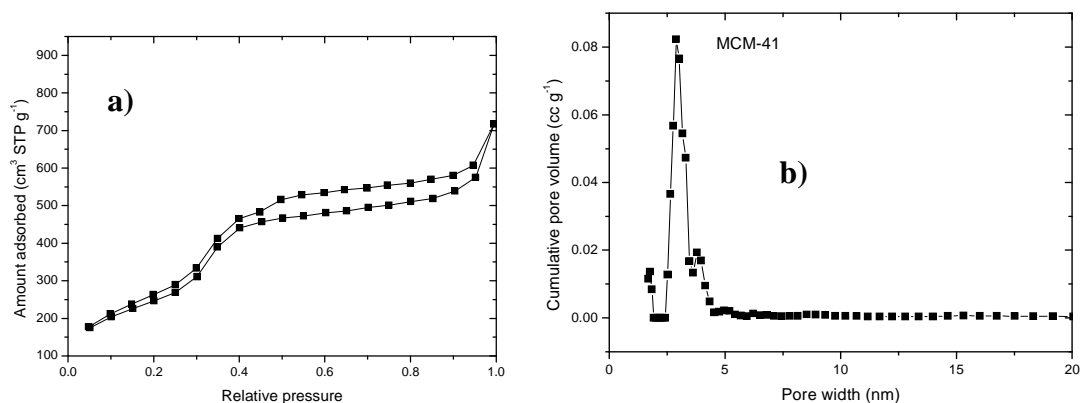 a)
900
800
700
600
500
400
300
200
100
0.0 0.2 0.4 0.6 0.8 1.0
Amount adsorbed (cm³ STP g⁻¹)
Relative pressure
MCM-41
b)
0.08
0.06
0.04
0.02
0.00
0 5 10 15 20
Cumulative pore volume (cc g⁻¹)
Pore width (nm)